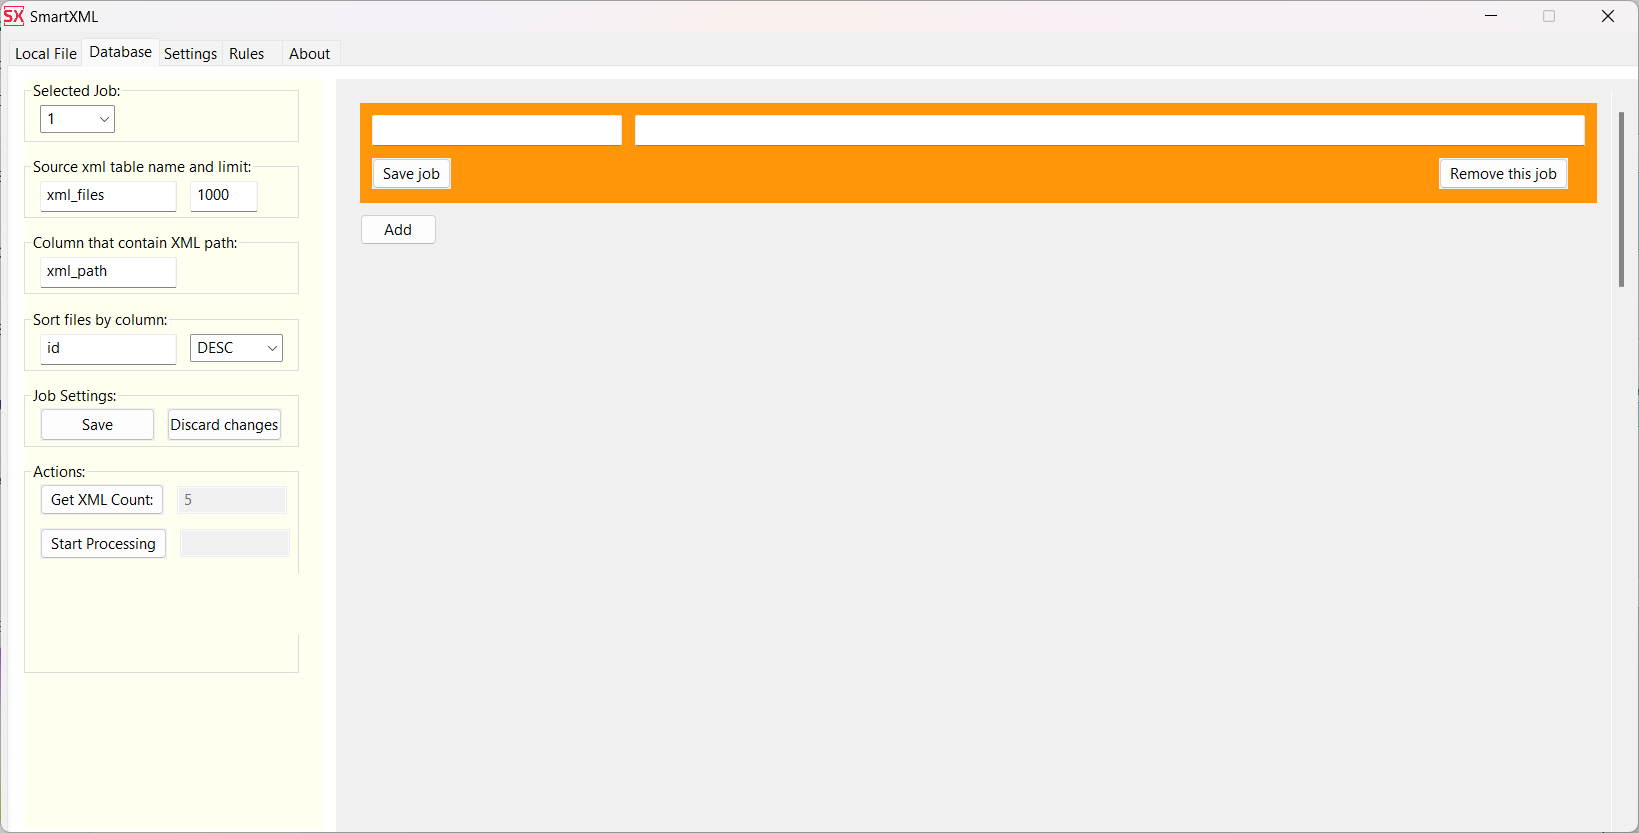 SX SmartXML
Local File Database Settings Rules About
Selected Job:
1
Source xml table name and limit:
xml_files 1000
Column that contain XML path:
xml_path
Sort files by column:
id DESC
Job Settings:
Save Discard changes
Actions:
Get XML Count: 5
Start Processing
Save job Remove this job
Add